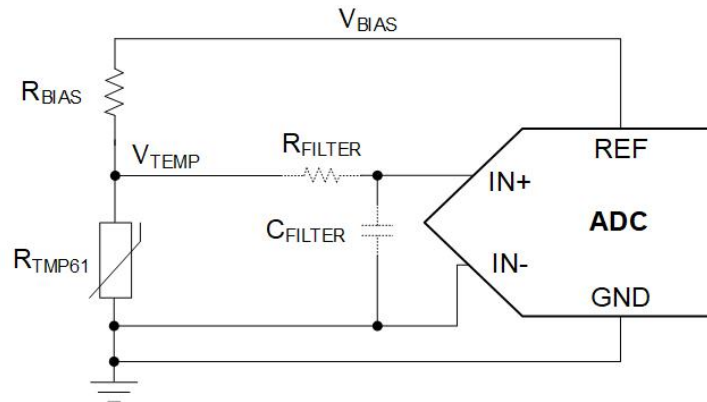 VBIAS
RBIAS
VTEMP
RFILTER
REF
IN+
CFILTER
ADC
RTMP61
IN-
GND